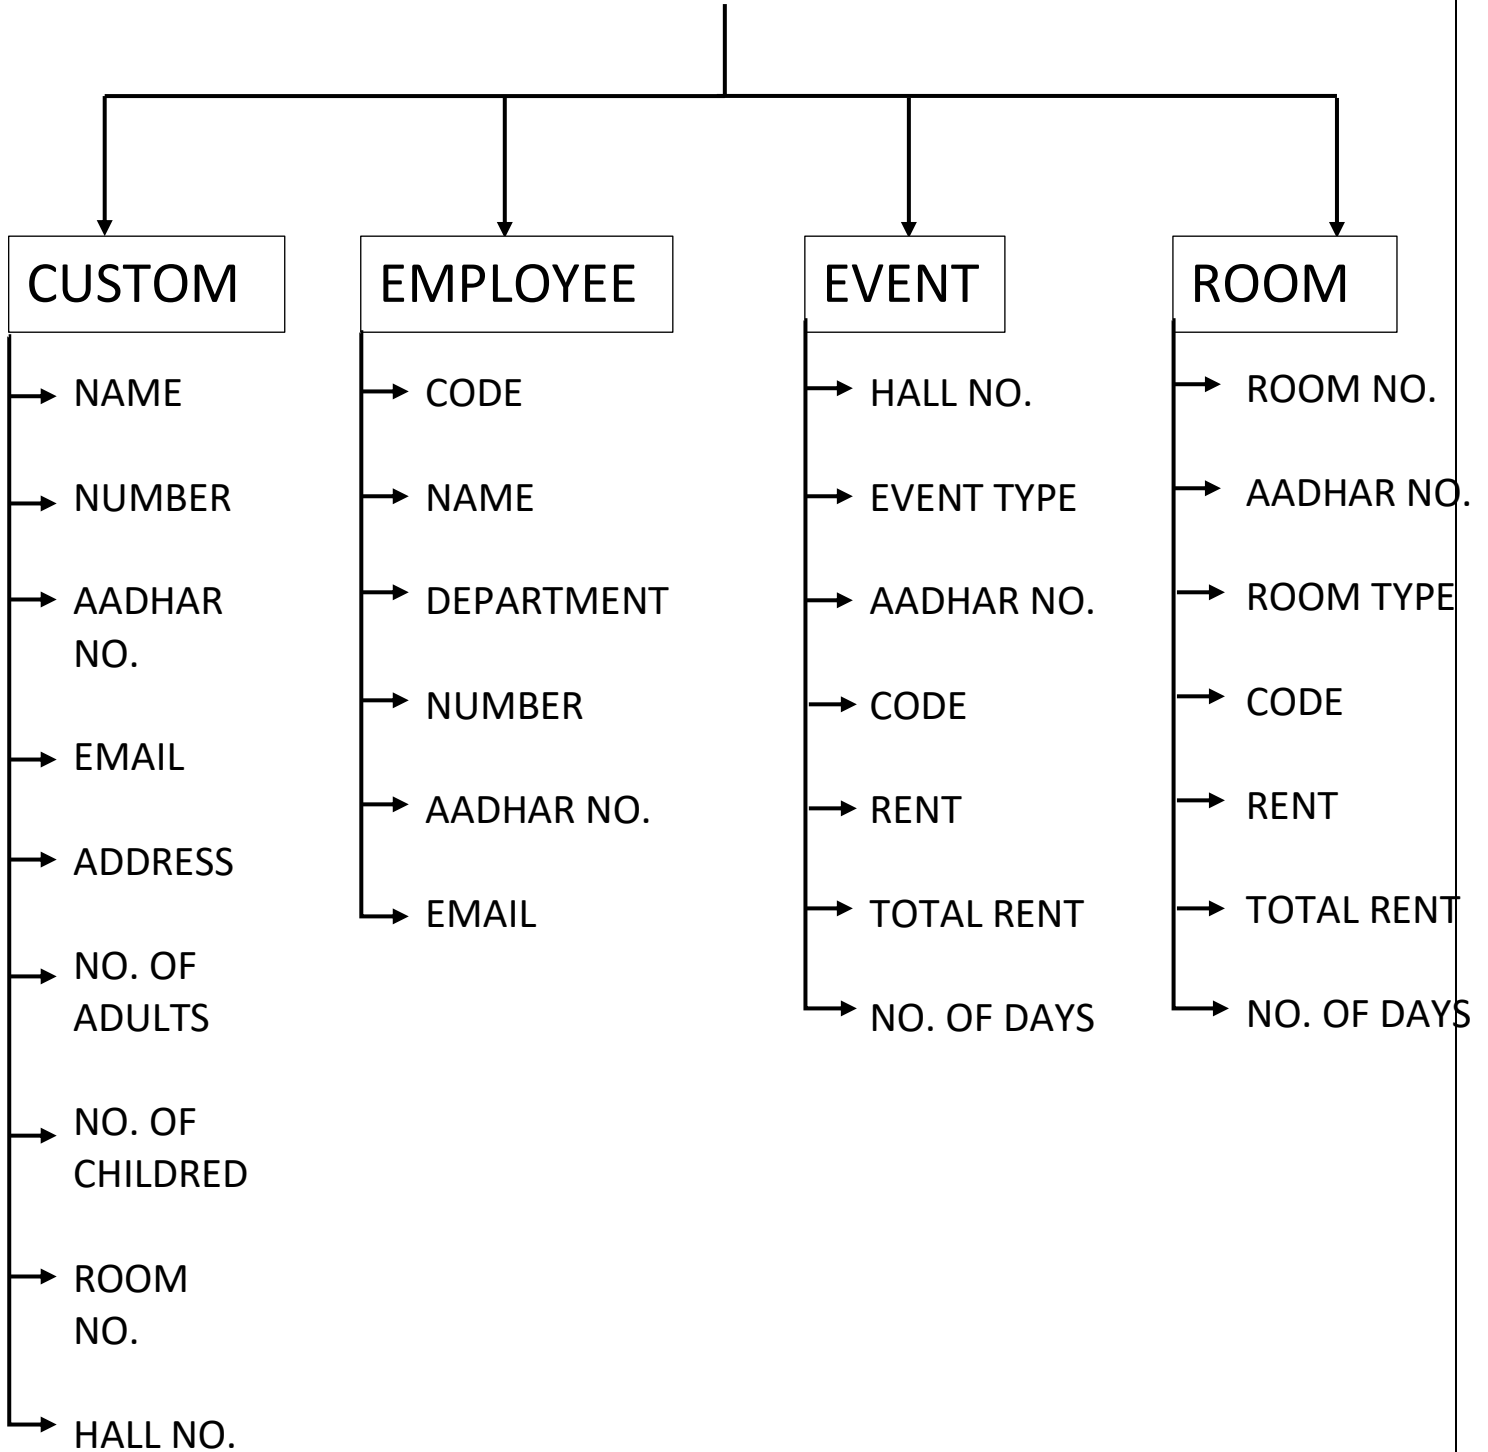 CUSTOM
NAME
NUMBER
AADHAR
NO.
EMAIL
ADDRESS
NO. OF
ADULTS
NO. OF
CHILDRED
ROOM
NO.
HALL NO.
EMPLOYEE
CODE
NAME
DEPARTMENT
NUMBER
AADHAR NO.
EMAIL
EVENT
HALL NO.
EVENT TYPE
AADHAR NO.
CODE
RENT
TOTAL RENT
NO. OF DAYS
ROOM
ROOM NO.
AADHAR NO.
ROOM TYPE
CODE
RENT
TOTAL RENT
NO. OF DAYS